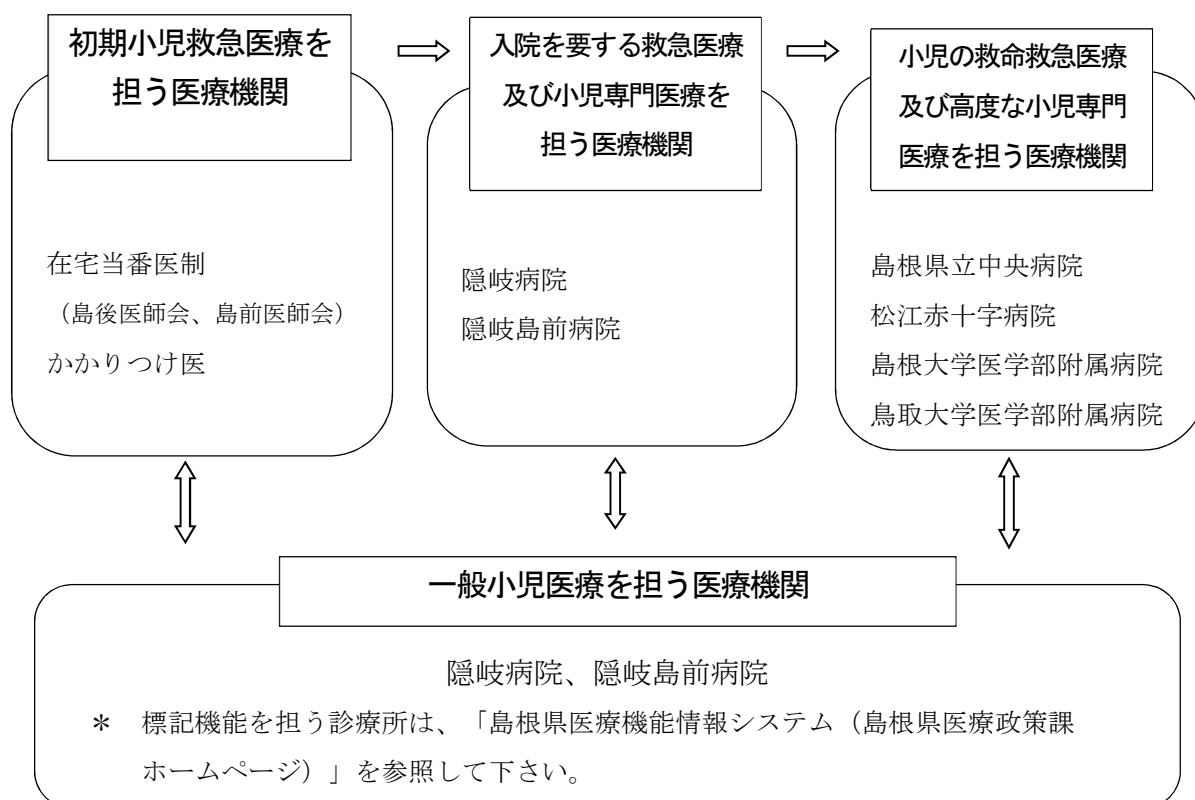 初期小児救急医療を
担う医療機関
在宅当番医制
（島後医師会、島前医師会）
かかりつけ医
入院を要する救急医療
及び小児専門医療を
担う医療機関
隠岐病院
隠岐島前病院
小児の救命救急医療
及び高度な小児専門
医療を担う医療機関
島根県立中央病院
松江赤十字病院
島根大学医学部附属病院
鳥取大学医学部附属病院
一般小児医療を担う医療機関
隠岐病院、隠岐島前病院
＊　標記機能を担う診療所は、「島根県医療機能情報システム（島根県医療政策課
ホームページ）」を参照して下さい。